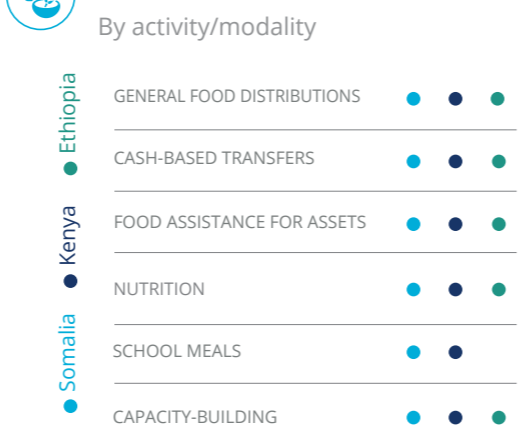 By activity/modality
Ethiopia
Kenya
Somalia
GENERAL FOOD DISTRIBUTIONS
CASH-BASED TRANSFERS
FOOD ASSISTANCE FOR ASSETS
NUTRITION
SCHOOL MEALS
CAPACITY-BUILDING